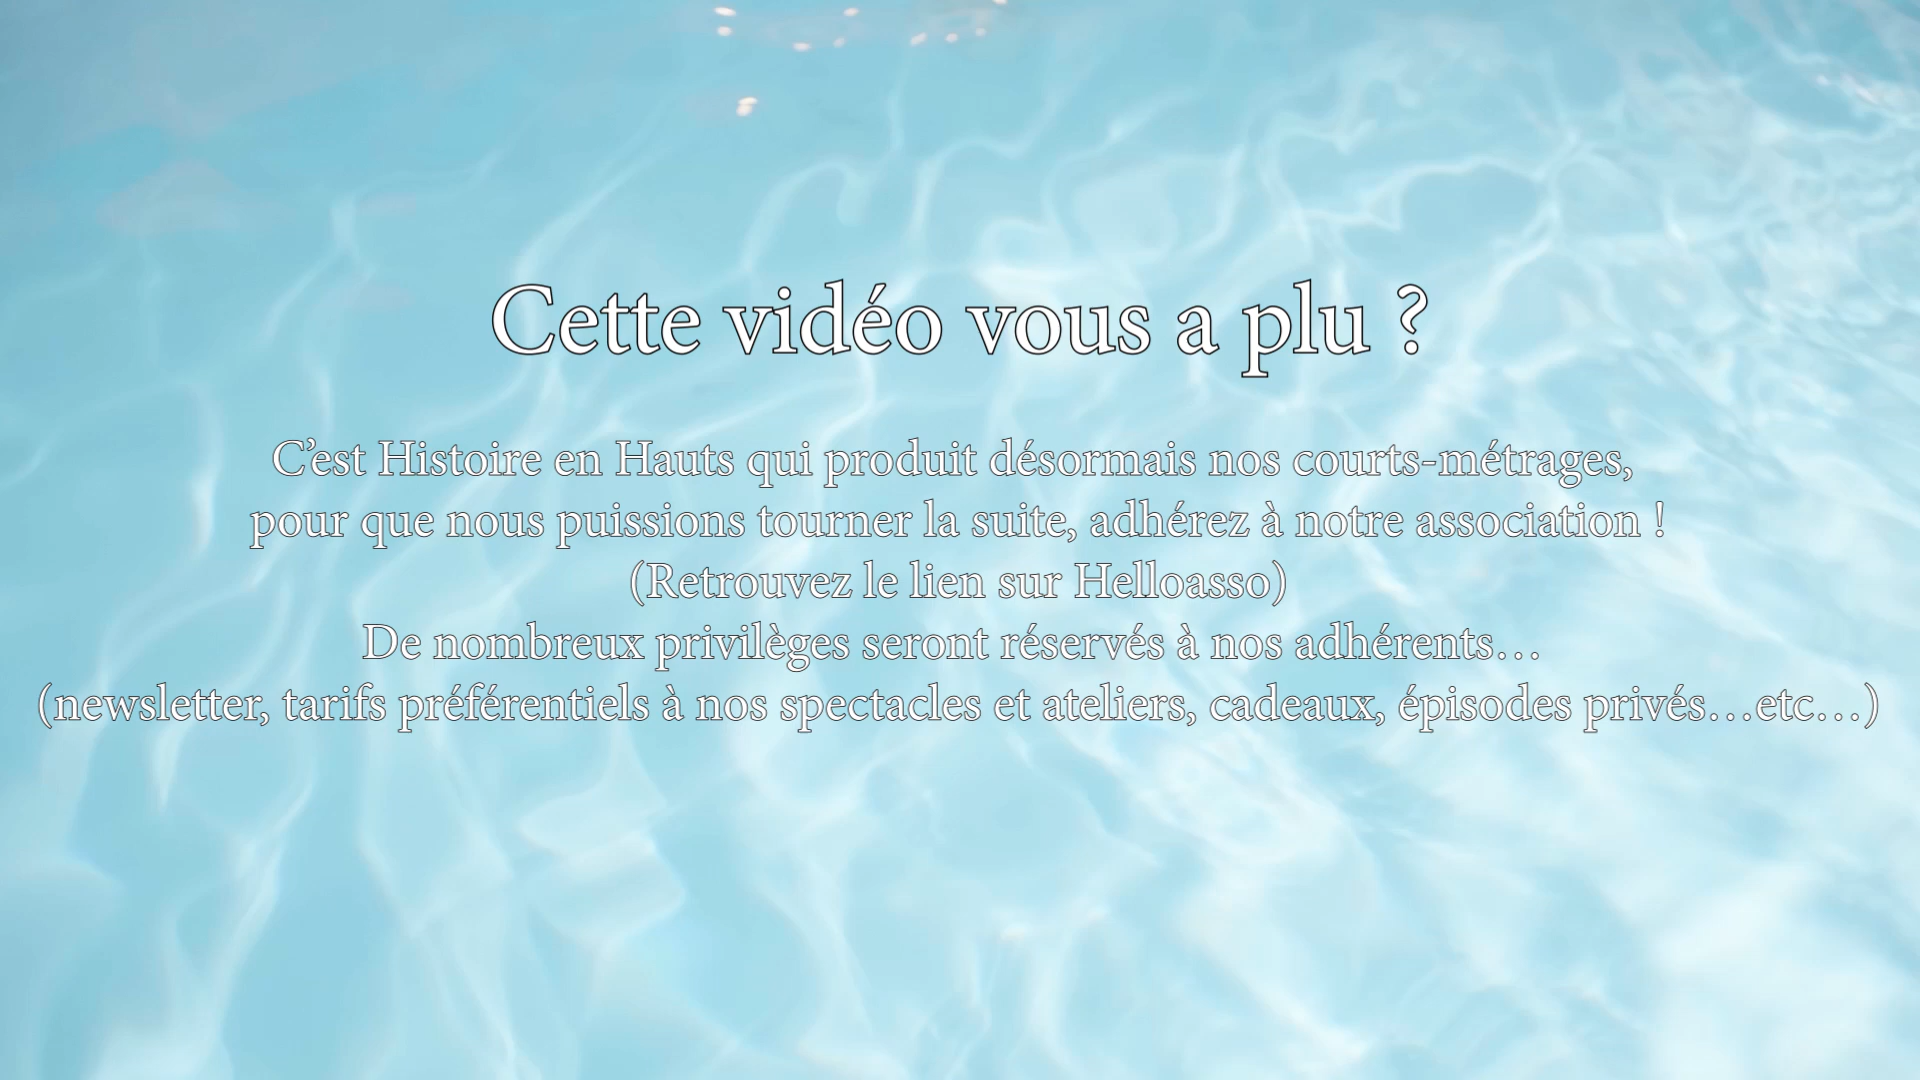 Cette vidéo vous a plu ?
C’est Histoire en Hauts qui produit désormais nos courts-métrages,
pour que nous puissions tourner la suite, adhérez à notre association !
(Retrouvez le lien sur Helloasso)
De nombreux privilèges seront réservés à nos adhérents…
(newsletter, tarifs préférentiels à nos spectacles et ateliers, cadeaux, épisodes privés…etc…)